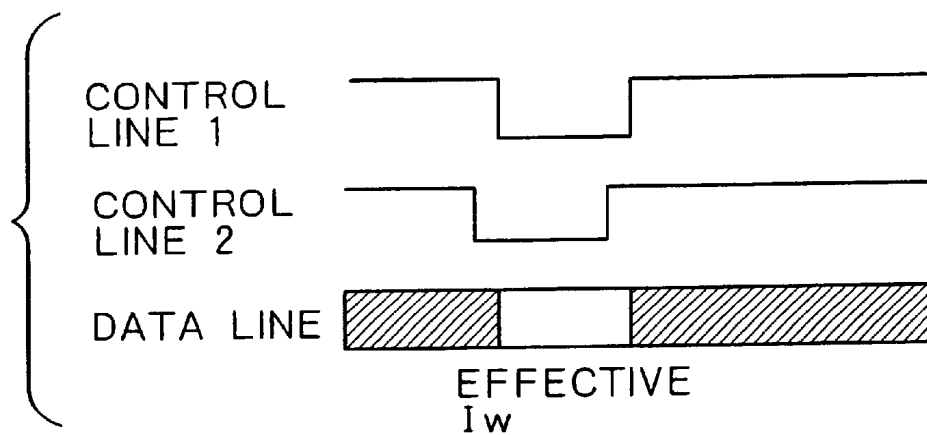 CONTROL
LINE 1
CONTROL
LINE 2
DATA LINE
EFFECTIVE
Iw